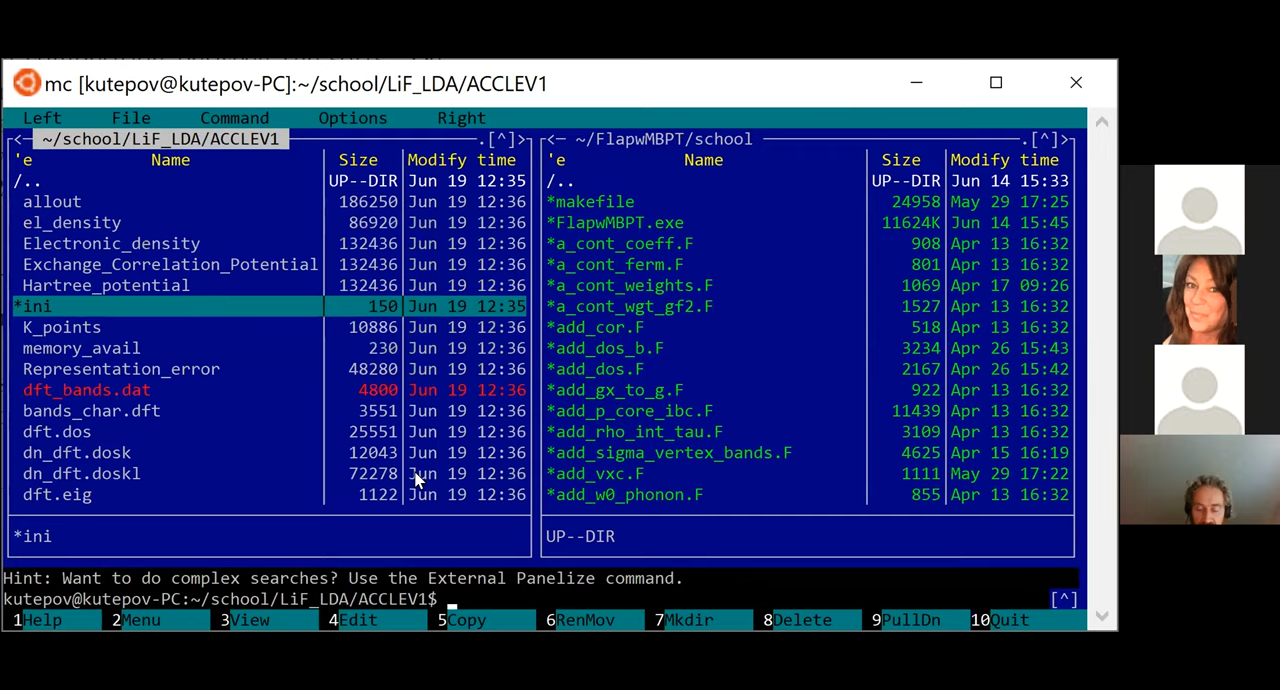 mc [kutepov@kutepov-PC]:~/school/LiF_LDA/ACCLEV1
Left File Command Options Right
<─ ~/school/LiF_LDA/ACCLEV1 .[^]> <─ ~/FlapwMBPT/school .[^]>
'e Name Size Modify time 'e Name Size Modify time
/.. UP--DIR Jun 19 12:35 /.. UP--DIR Jun 14 15:33
allout 186250 Jun 19 12:36 *makefile 24958 May 29 17:25
el_density 86920 Jun 19 12:36 *FlapwMBPT.exe 11624K Jun 14 15:45
Electronic_density 132436 Jun 19 12:36 *a_cont_coeff.F 908 Apr 13 16:32
Exchange_Correlation_Potential 132436 Jun 19 12:36 *a_cont_ferm.F 801 Apr 13 16:32
Hartree_potential 132436 Jun 19 12:36 *a_cont_weights.F 1069 Apr 17 09:26
*ini 150 Jun 19 12:35 *a_cont_wgt_gf2.F 1527 Apr 13 16:32
K_points 10886 Jun 19 12:36 *add_cor.F 518 Apr 13 16:32
memory_avail 230 Jun 19 12:36 *add_dos_b.F 3234 Apr 26 15:43
Representation_error 48280 Jun 19 12:36 *add_dos.F 2167 Apr 26 15:42
dft_bands.dat 4800 Jun 19 12:36 *add_gx_to_g.F 922 Apr 13 16:32
bands_char.dft 3551 Jun 19 12:36 *add_p_core_ibc.F 11439 Apr 13 16:32
dft.dos 25551 Jun 19 12:36 *add_rho_int_tau.F 3109 Apr 13 16:32
dn_dft.dosk 12043 Jun 19 12:36 *add_sigma_vertex_bands.F 4625 Apr 15 16:19
dn_dft.doskl 72278 Jun 19 12:36 *add_vxc.F 1111 May 29 17:22
dft.eig 1122 Jun 19 12:36 *add_w0_phonon.F 855 Apr 13 16:32
*ini UP--DIR
Hint: Want to do complex searches? Use the External Panelize command.
kutepov@kutepov-PC:~/school/LiF_LDA/ACCLEV1$ [^]
1Help 2Menu 3View 4Edit 5Copy 6RenMov 7Mkdir 8Delete 9PullDn 10Quit